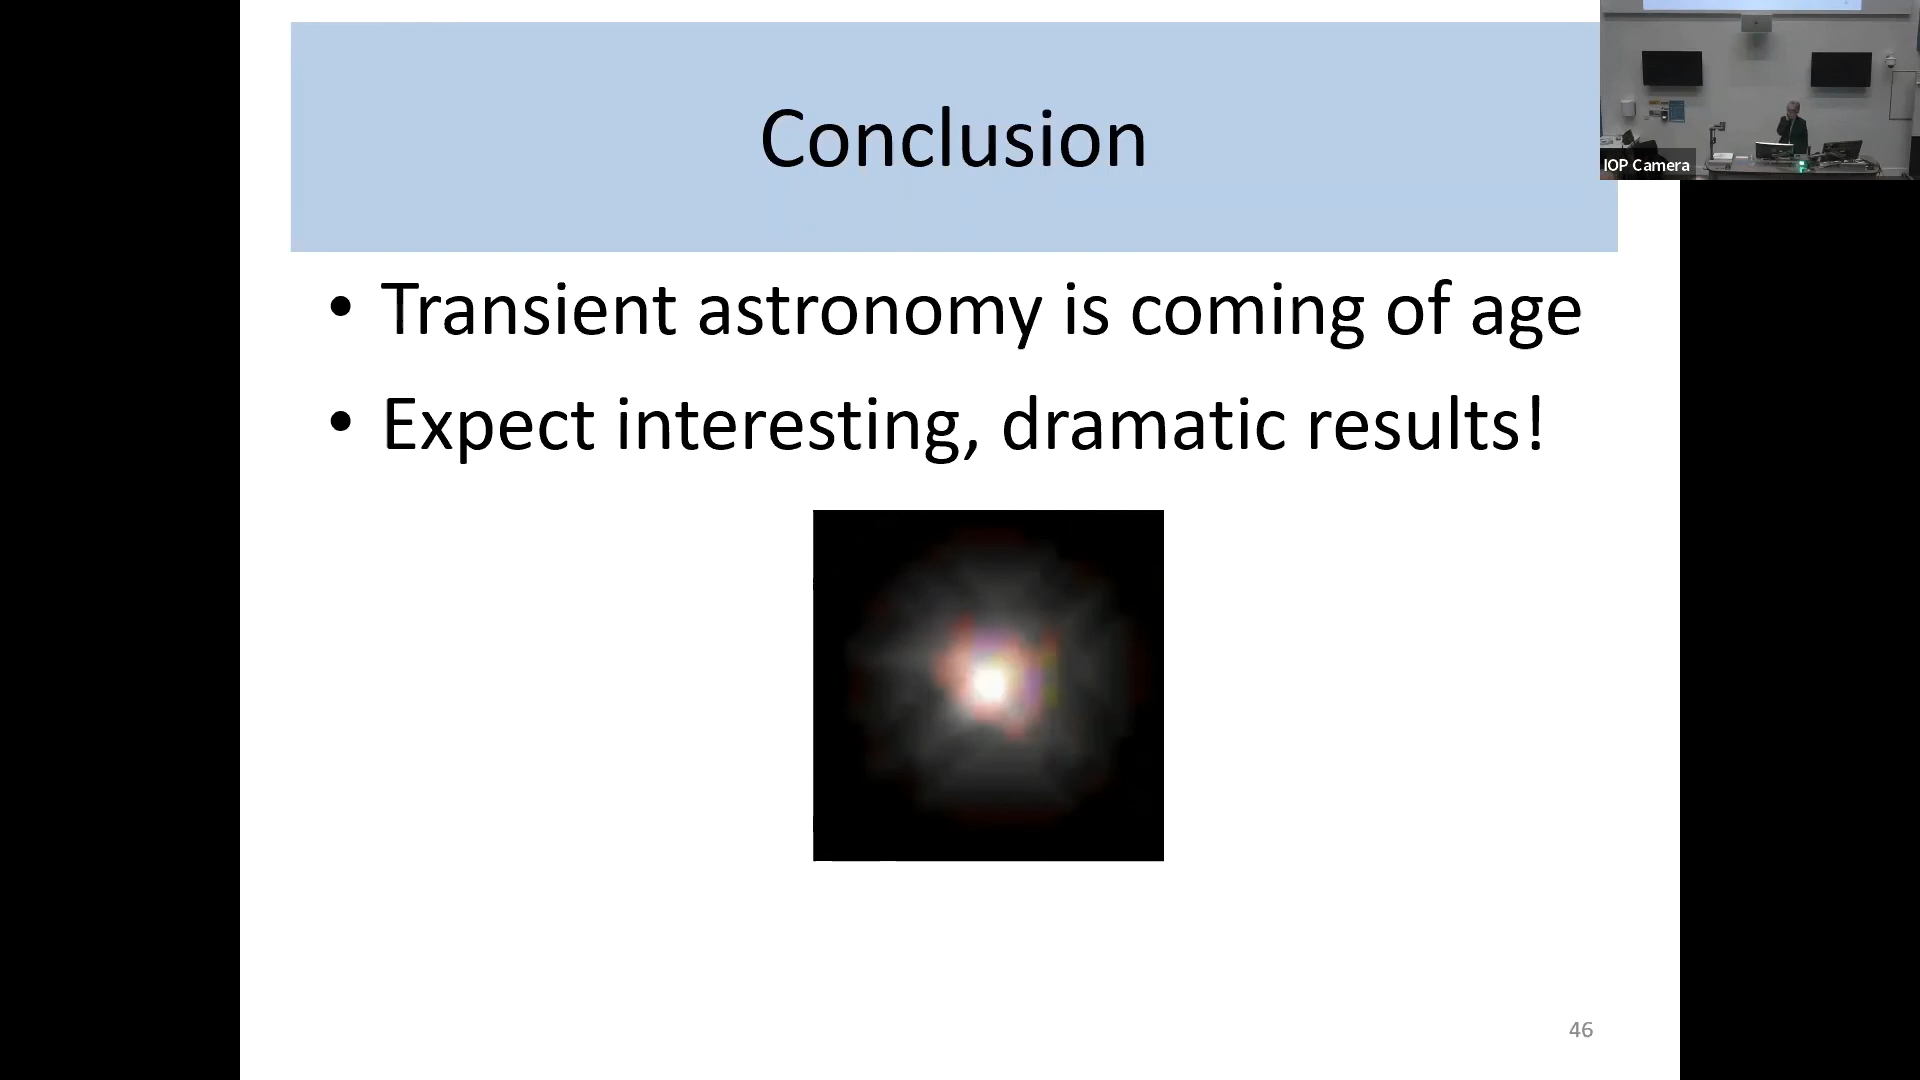 Conclusion
• Transient astronomy is coming of age
• Expect interesting, dramatic results!
IOP Camera
46